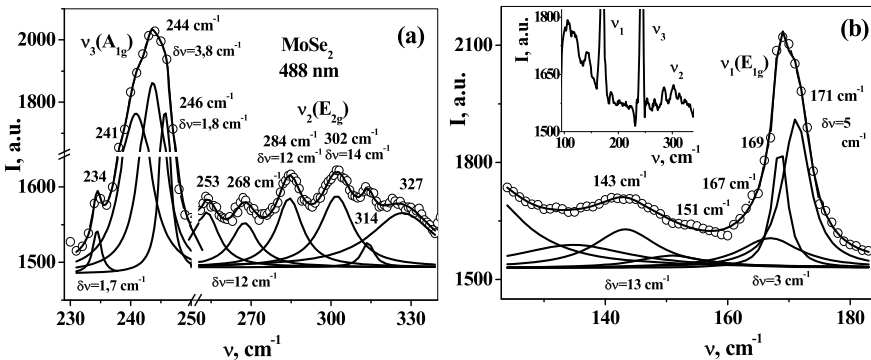 (a)
I, a.u.
2000
1750
1600
1500
ν₃(A₁g)
244 cm⁻¹
δν=3,8 cm⁻¹
246 cm⁻¹
δν=1,8 cm⁻¹
241
234
δν=1,7 cm⁻¹
MoSe₂
488 nm
ν₂(E₂g)
284 cm⁻¹
δν=12 cm⁻¹
302 cm⁻¹
δν=14 cm⁻¹
253
268 cm⁻¹
314
327
δν=12 cm⁻¹
230 240 250 270 300 330
ν, cm⁻¹
(b)
I, a.u.
2100
1800
1500
I, a.u.
1800
1650
1500
ν₁
ν₃
ν₂
100 200 300
ν, cm⁻¹
ν₁(E₁g)
171 cm⁻¹
δν=5
cm⁻¹
169
167 cm⁻¹
143 cm⁻¹
151 cm⁻¹
δν=13 cm⁻¹
δν=3 cm⁻¹
140 160 180
ν, cm⁻¹